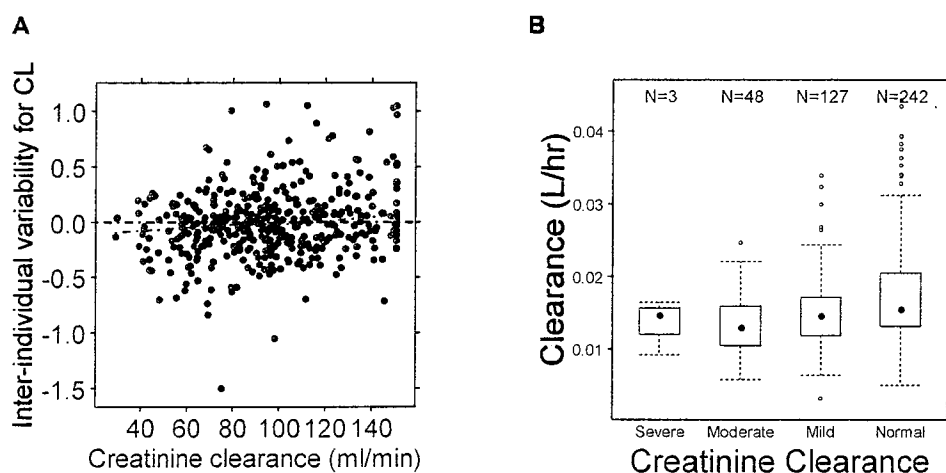 A
Inter-individual variability for CL
1.0
0.5
0.0
-0.5
-1.0
-1.5
40 60 80 100 120 140
Creatinine clearance (ml/min)
B
Clearance (L/hr)
N=3 N=48 N=127 N=242
0.04
0.03
0.02
0.01
Severe Moderate Mild Normal
Creatinine Clearance